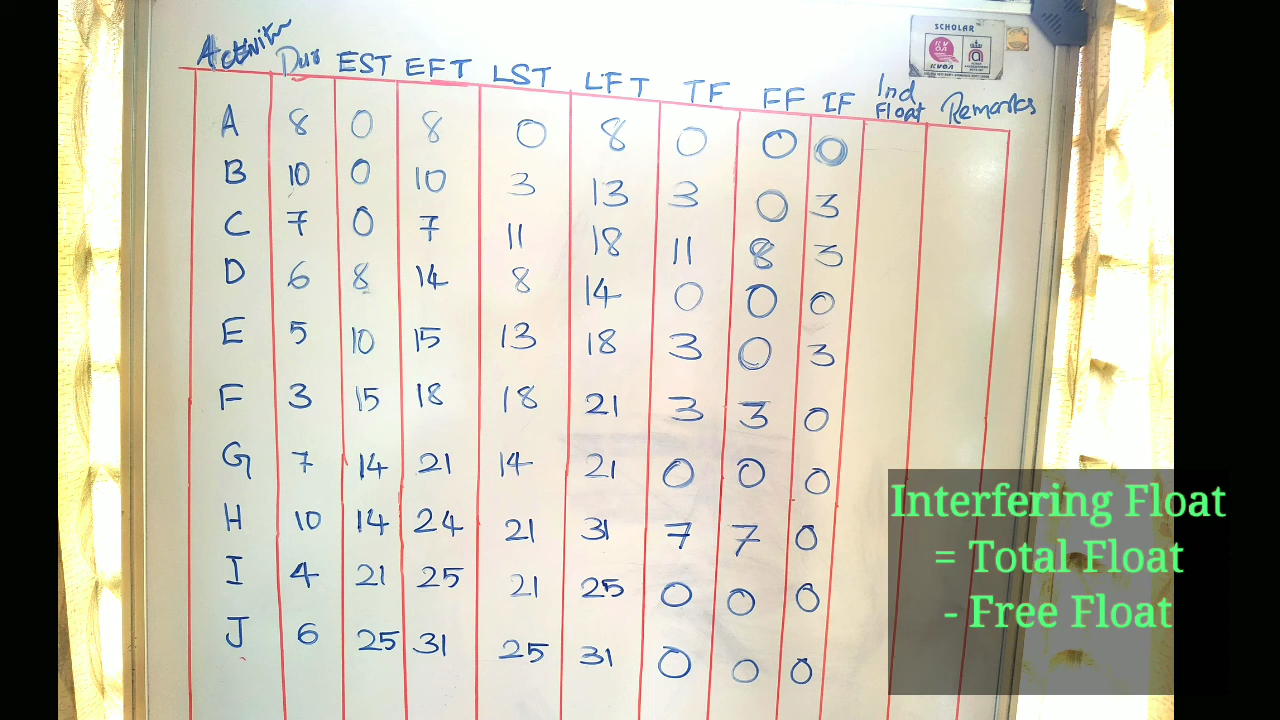 Activity Dur EST EFT LST LFT TF FF IF Ind Float Remarks
A 8 0 8 0 8 0 0 0
B 10 0 10 3 13 3 0 3
C 7 0 7 11 18 11 8 3
D 6 8 14 8 14 0 0 0
E 5 10 15 13 18 3 0 3
F 3 15 18 18 21 3 3 0
G 7 14 21 14 21 0 0 0
H 10 14 24 21 31 7 7 0
I 4 21 25 21 25 0 0 0
J 6 25 31 25 31 0 0 0
SCHOLAR
KVOA
Interfering Float
= Total Float
- Free Float